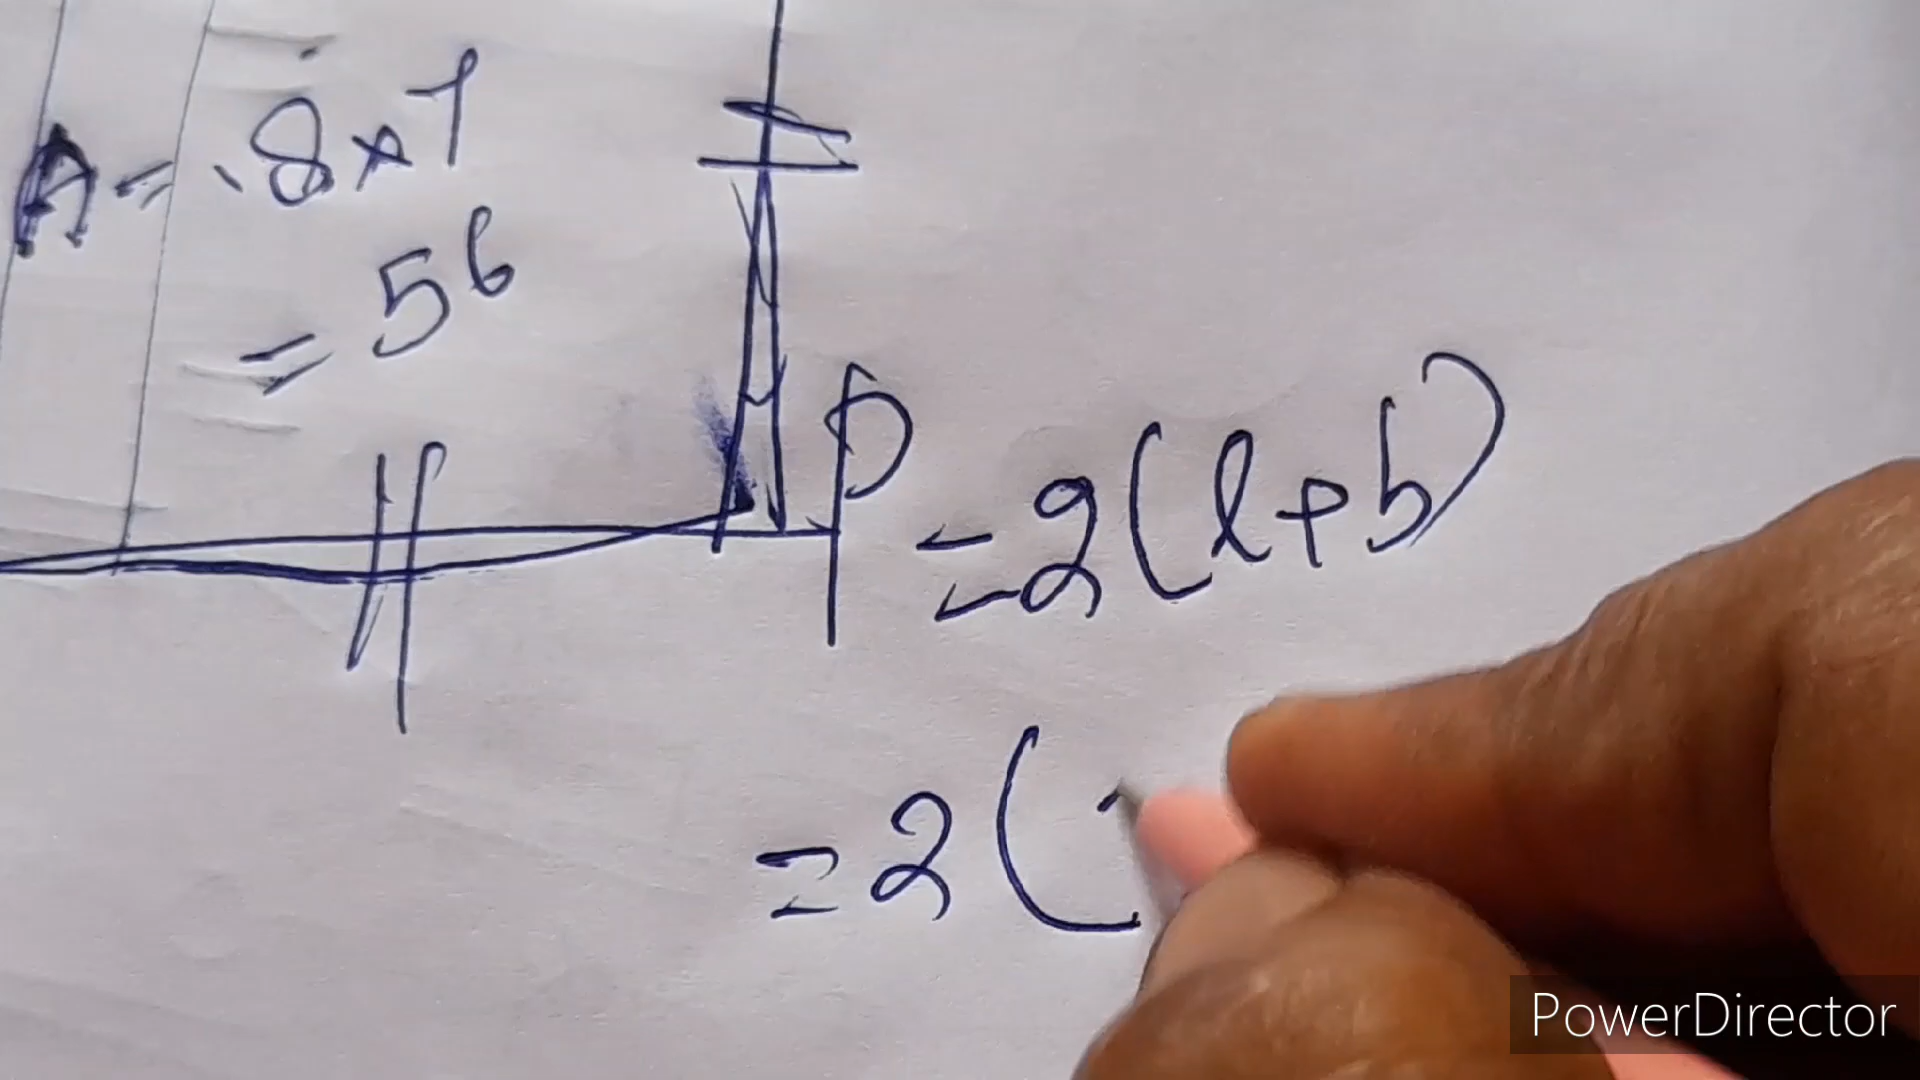 A = 8 x 7
= 56
P = 2(l+b)
= 2(
PowerDirector